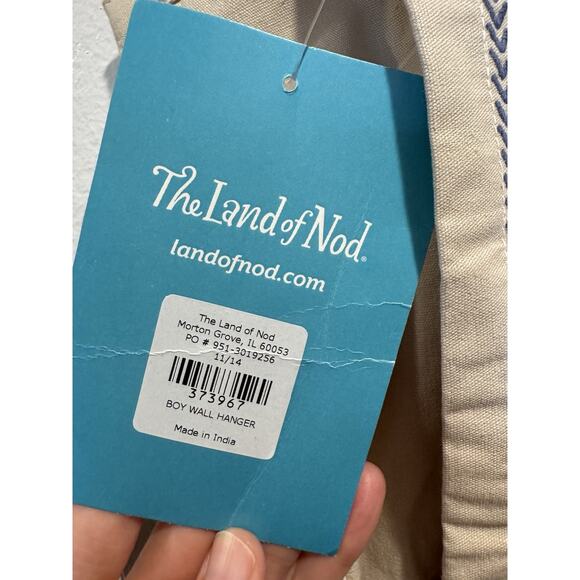 The Land of Nod®
landofnod.com
The Land of Nod
Morton Grove, IL 60053
PO # 951-3019256
11/14
373967
BOY WALL HANGER
Made in India